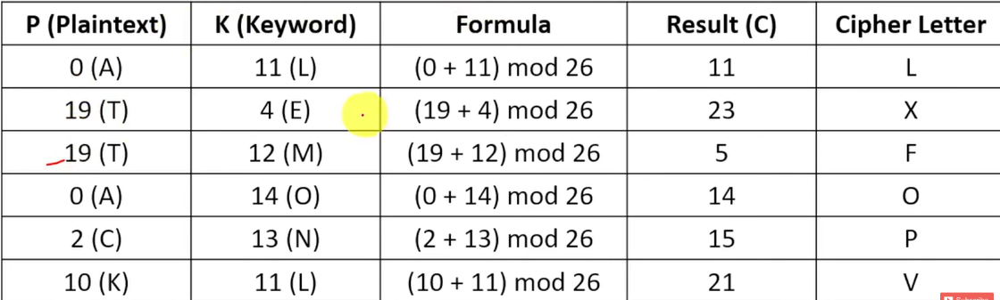 P (Plaintext) K (Keyword) Formula Result (C) Cipher Letter
0 (A) 11 (L) (0 + 11) mod 26 11 L
19 (T) 4 (E) (19 + 4) mod 26 23 X
19 (T) 12 (M) (19 + 12) mod 26 5 F
0 (A) 14 (O) (0 + 14) mod 26 14 O
2 (C) 13 (N) (2 + 13) mod 26 15 P
10 (K) 11 (L) (10 + 11) mod 26 21 V